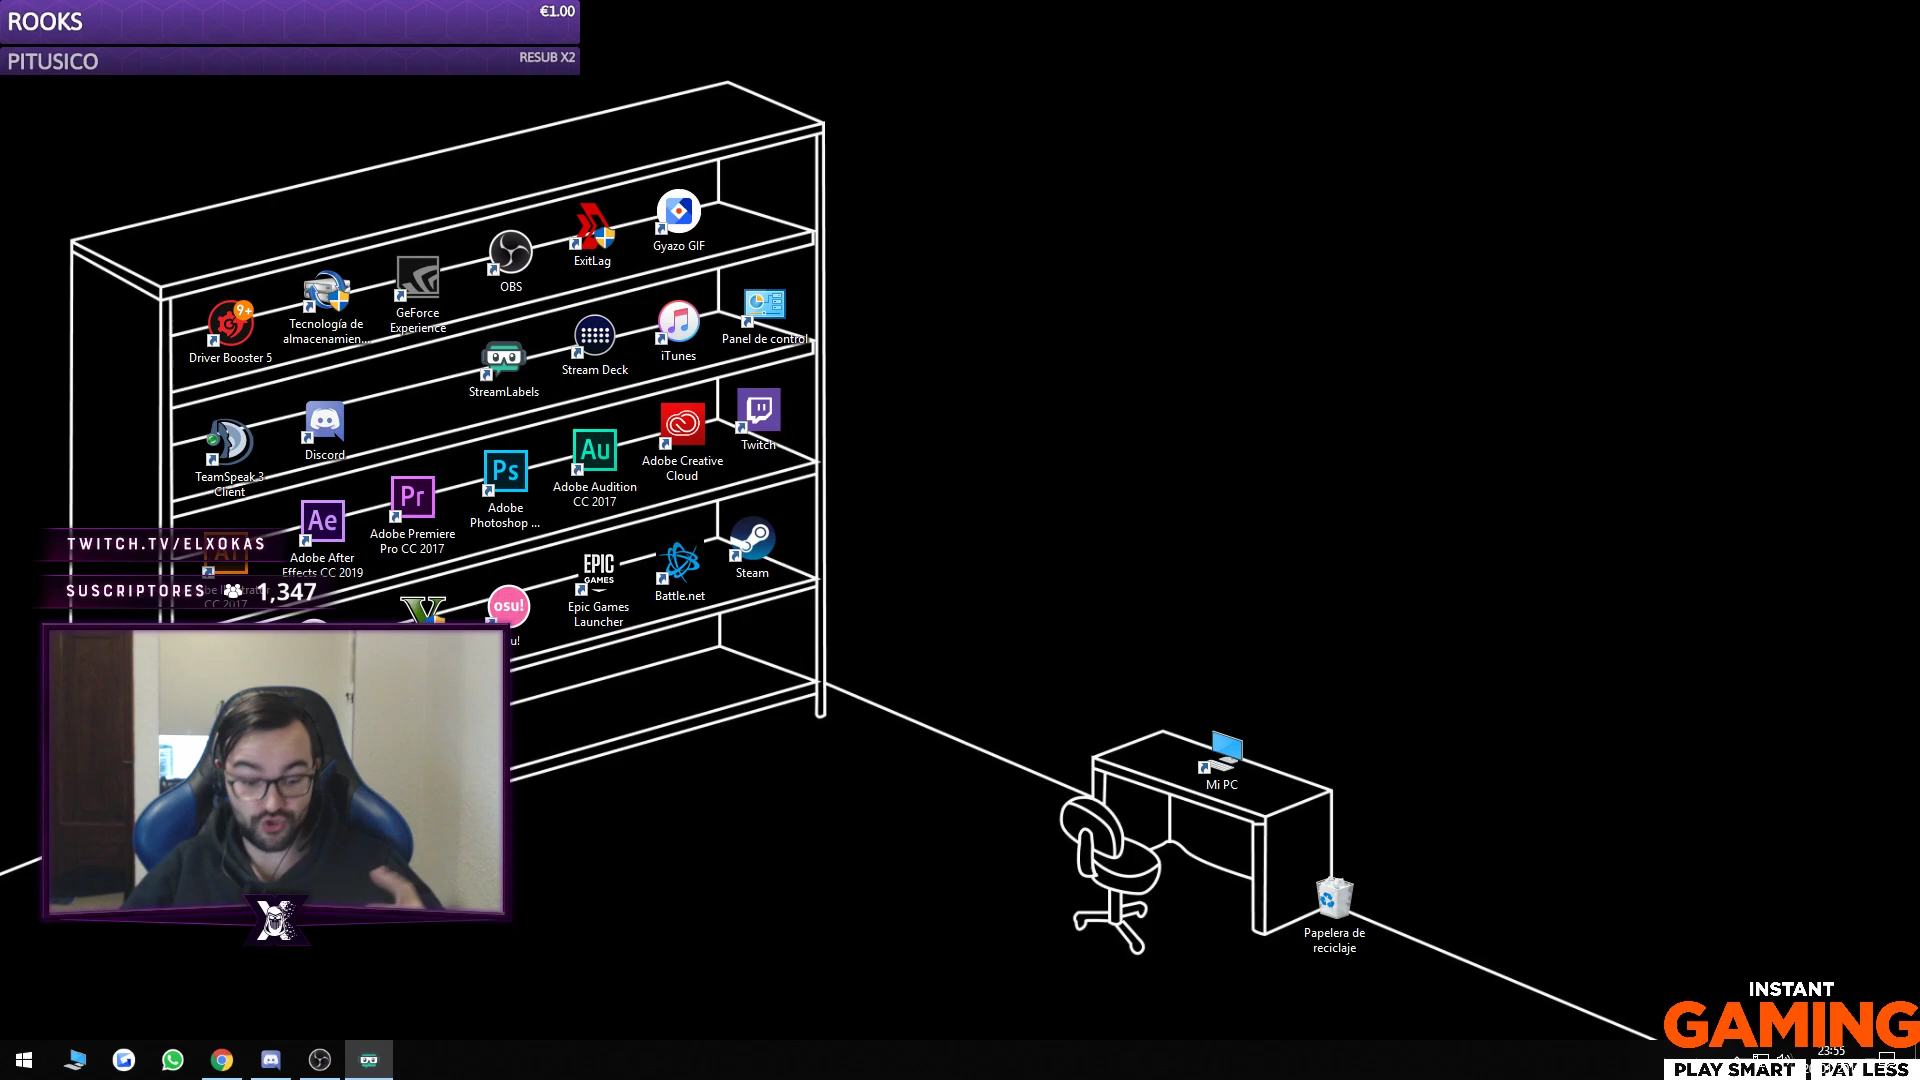 ROOKS
€1.00
PITUSICO
RESUB X2
Gyazo GIF
ExitLag
OBS
GeForce
Experience
Tecnología de
almacenamien...
9+
Driver Booster 5
Panel de control
iTunes
Stream Deck
StreamLabels
Discord
TeamSpeak 3
Client
Twitch
Adobe Creative
Cloud
Au
Adobe Audition
CC 2017
Ps
Adobe
Photoshop ...
Pr
Adobe Premiere
Pro CC 2017
Ae
Adobe After
Effects CC 2019
TWITCH.TV/ELXOKAS
SUSCRIPTORES 1,347
CC 2017
Steam
Battle.net
EPIC
GAMES
Epic Games
Launcher
osu!
u!
Mi PC
Papelera de
reciclaje
INSTANT
GAMING
PLAY SMART PAY LESS
23:55